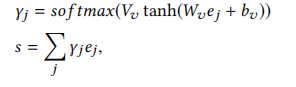 γ_j = softmax(V_v tanh(W_v e_j + b_v))
s = ∑_j γ_j e_j,